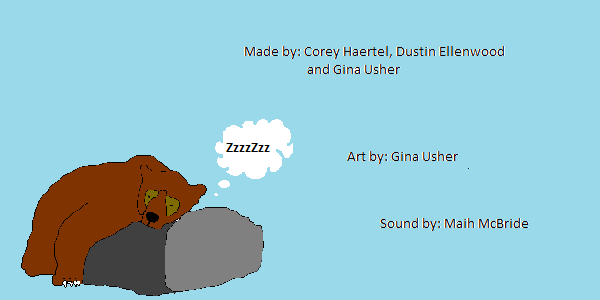 Made by: Corey Haertel, Dustin Ellenwood
and Gina Usher
ZzzzZzz
Art by: Gina Usher
Sound by: Maih McBride